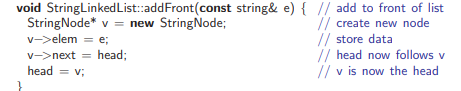 void StringLinkedList::addFront(const string& e) { // add to front of list
StringNode* v = new StringNode; // create new node
v−>elem = e; // store data
v−>next = head; // head now follows v
head = v; // v is now the head
}